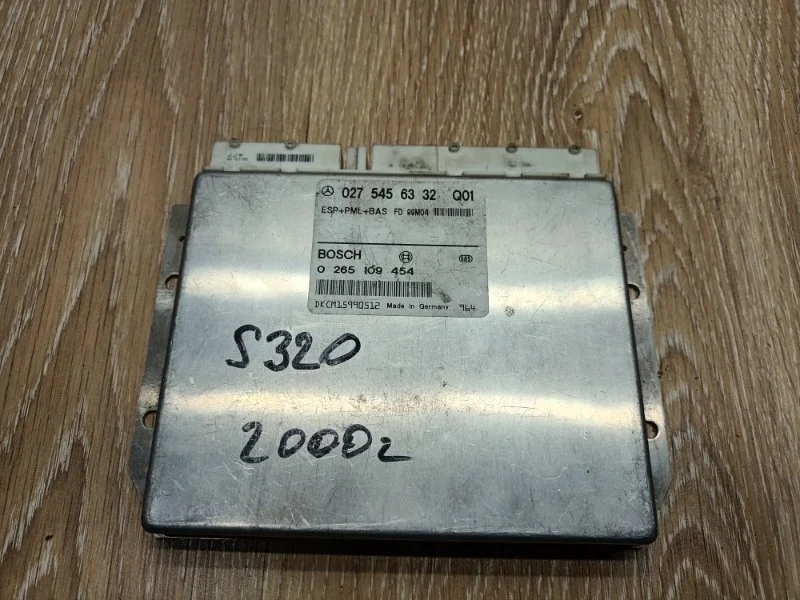 027 545 63 32 Q01
ESP+PML+BAS FD 99M04
BOSCH
0 265 109 454
DKCM15990512 Made in Germany 964
S320
2000г